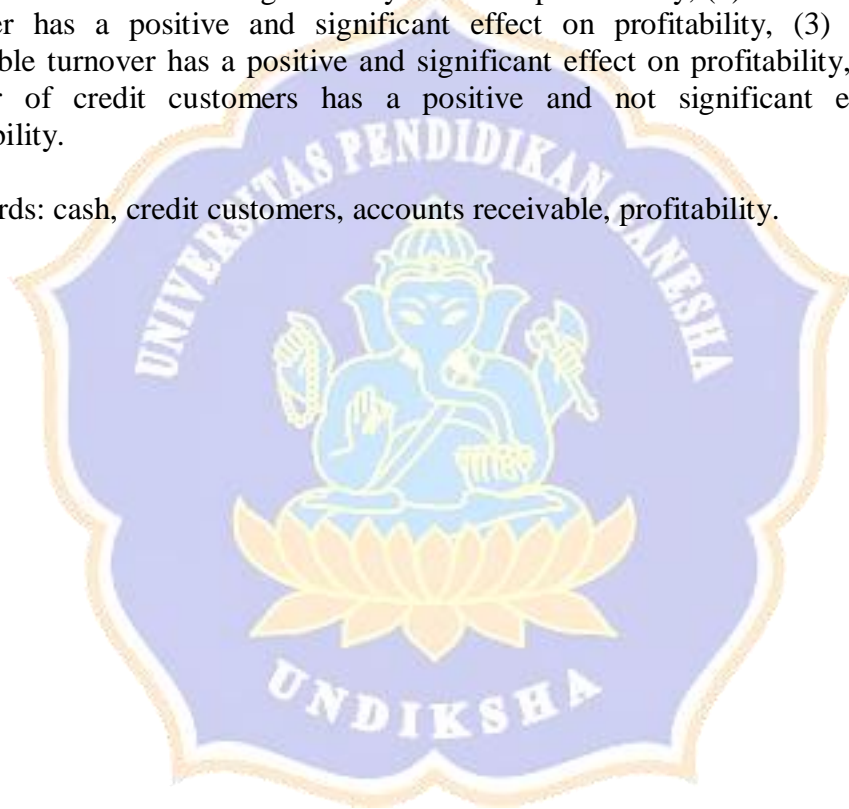 er has a positive and significant effect on profitability, (3)
ble turnover has a positive and significant effect on profitability,
r of credit customers has a positive and not significant e
bility.
rds: cash, credit customers, accounts receivable, profitability.
UNIVERSITAS PENDIDIKAN GANESHA
UNDIKSHA